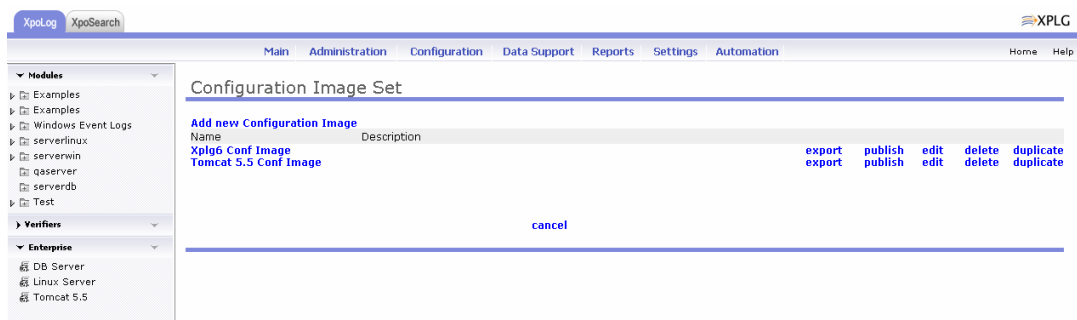 XpoLog XpoSearch XPLG
Main Administration Configuration Data Support Reports Settings Automation Home Help
Modules
Examples
Examples
Windows Event Logs
serverlinux
serverwin
qaserver
serverdb
Test
Verifiers
Enterprise
DB Server
Linux Server
Tomcat 5.5
Configuration Image Set
Add new Configuration Image
Name Description
Xplg6 Conf Image export publish edit delete duplicate
Tomcat 5.5 Conf Image export publish edit delete duplicate
cancel